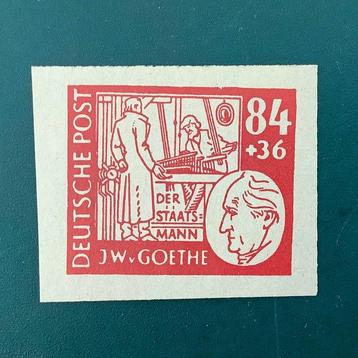 DEUTSCHE POST
84
+36
DER
STAATS-
MANN
J.W.v.GOETHE